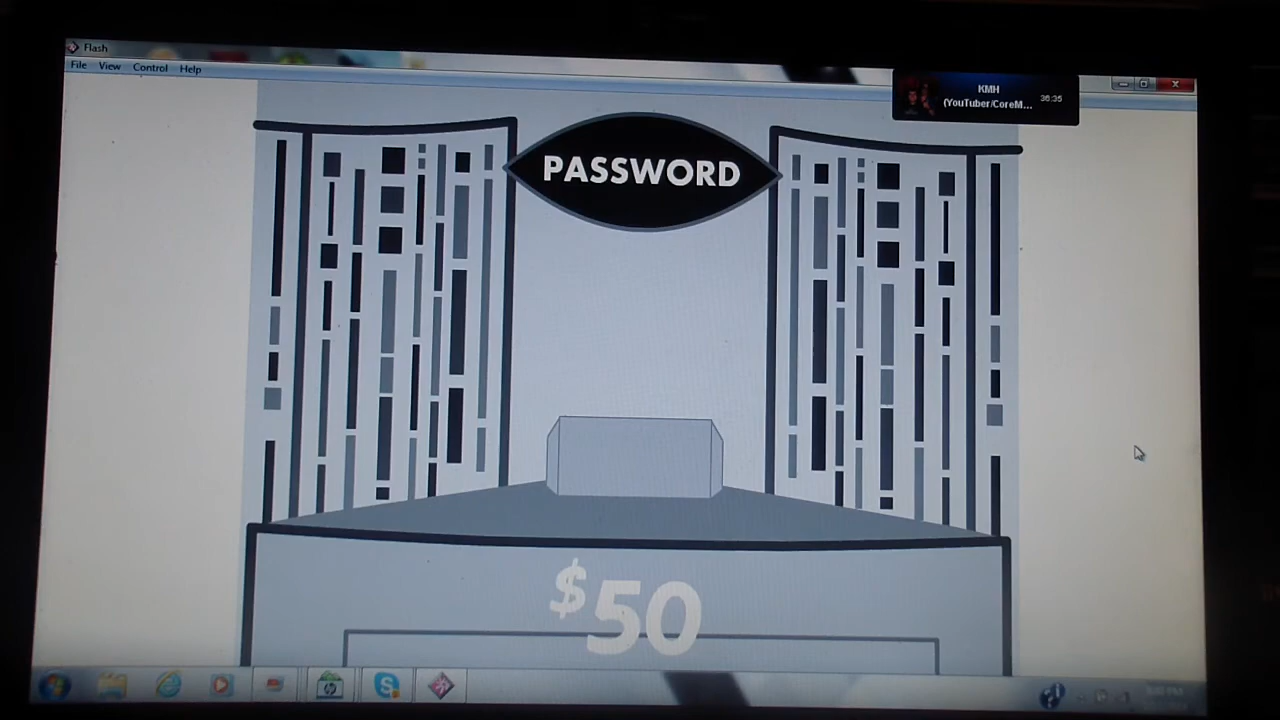 Flash
File View Control Help
KMH
(YouTuber/CoreM...
36:35
PASSWORD
$50